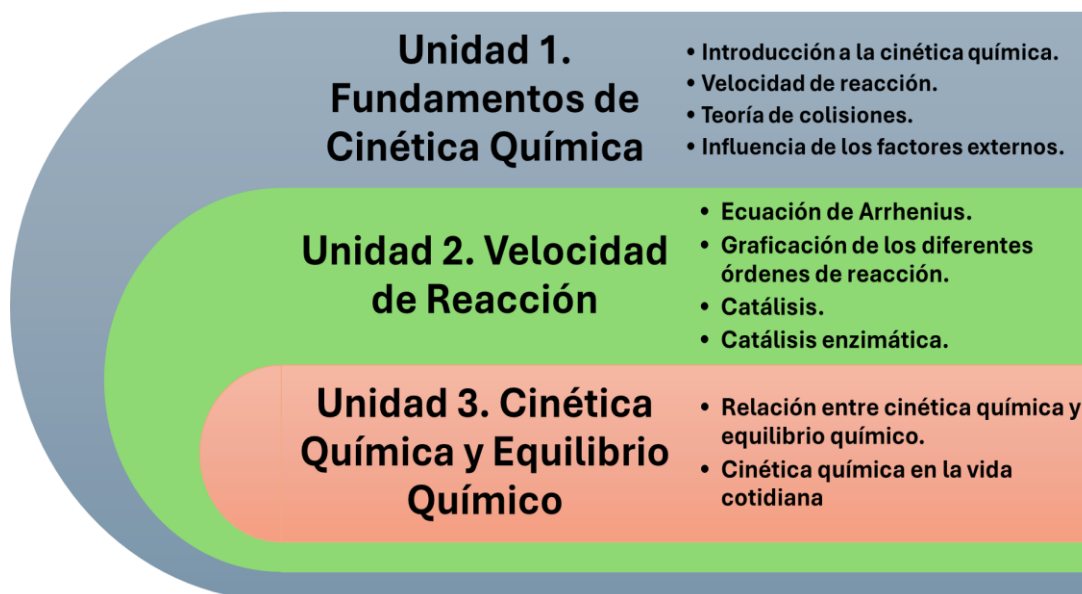 Unidad 1.
Fundamentos de
Cinética Química
• Introducción a la cinética química.
• Velocidad de reacción.
• Teoría de colisiones.
• Influencia de los factores externos.
Unidad 2. Velocidad
de Reacción
• Ecuación de Arrhenius.
• Graficación de los diferentes
órdenes de reacción.
• Catálisis.
• Catálisis enzimática.
Unidad 3. Cinética
Química y Equilibrio
Químico
• Relación entre cinética química y
equilibrio químico.
• Cinética química en la vida
cotidiana